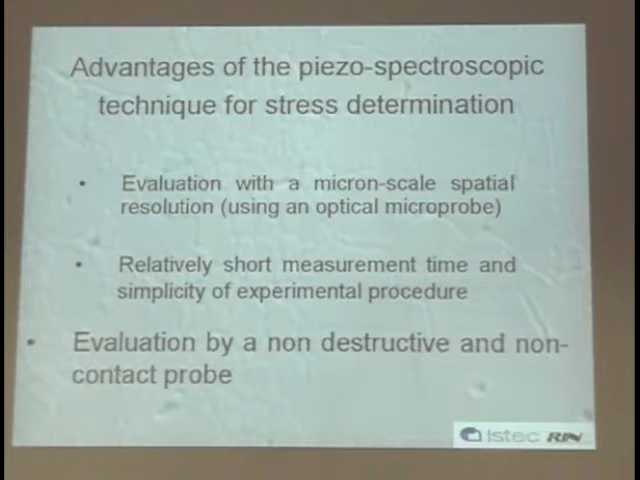 Advantages of the piezo-spectroscopic
technique for stress determination
• Evaluation with a micron-scale spatial
resolution (using an optical microprobe)
• Relatively short measurement time and
simplicity of experimental procedure
• Evaluation by a non destructive and non-
contact probe
Istec RIN